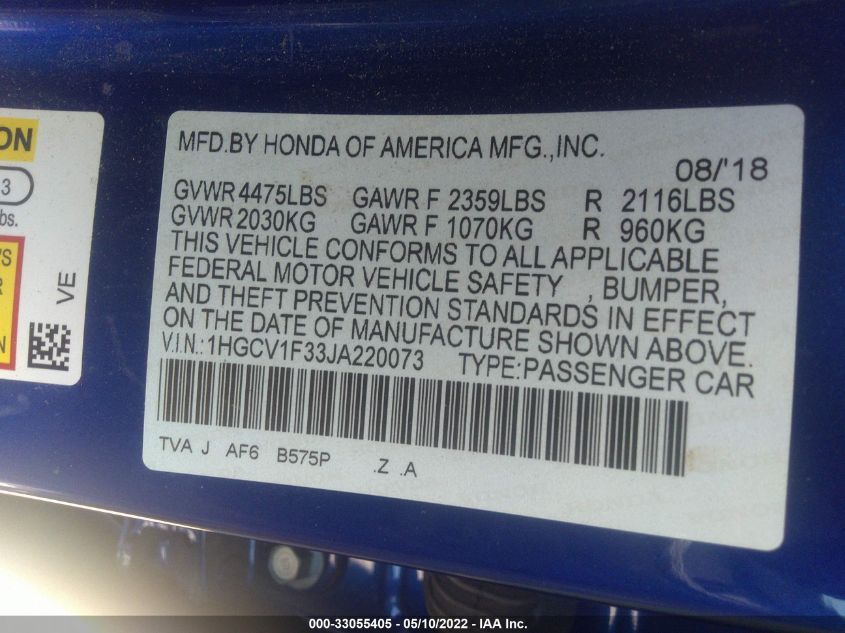 ON
3
bs.
'S
R
N
VE
MFD.BY HONDA OF AMERICA MFG.,INC.
08/'18
GVWR 4475LBS GAWR F 2359LBS R 2116LBS
GVWR 2030KG GAWR F 1070KG R 960KG
THIS VEHICLE CONFORMS TO ALL APPLICABLE
FEDERAL MOTOR VEHICLE SAFETY , BUMPER,
AND THEFT PREVENTION STANDARDS IN EFFECT
ON THE DATE OF MANUFACTURE SHOWN ABOVE.
V.I.N.:1HGCV1F33JA220073 TYPE:PASSENGER CAR
TVA J AF6 B575P .Z .A
000-33055405 - 05/10/2022 - IAA Inc.